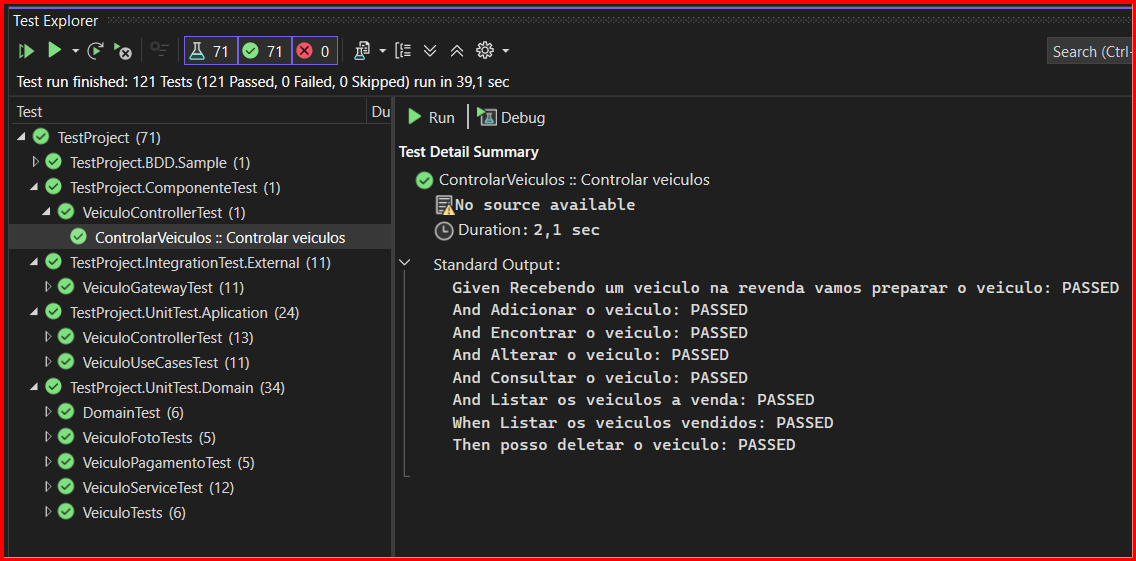 Test Explorer
71 71 0
Search (Ctrl-
Test run finished: 121 Tests (121 Passed, 0 Failed, 0 Skipped) run in 39,1 sec
Test Du
TestProject (71)
TestProject.BDD.Sample (1)
TestProject.ComponenteTest (1)
VeiculoControllerTest (1)
ControlarVeiculos :: Controlar veiculos
TestProject.IntegrationTest.External (11)
VeiculoGatewayTest (11)
TestProject.UnitTest.Aplication (24)
VeiculoControllerTest (13)
VeiculoUseCasesTest (11)
TestProject.UnitTest.Domain (34)
DomainTest (6)
VeiculoFotoTests (5)
VeiculoPagamentoTest (5)
VeiculoServiceTest (12)
VeiculoTests (6)
Run Debug
Test Detail Summary
ControlarVeiculos :: Controlar veiculos
No source available
Duration: 2,1 sec
Standard Output:
Given Recebendo um veiculo na revenda vamos preparar o veiculo: PASSED
And Adicionar o veiculo: PASSED
And Encontrar o veiculo: PASSED
And Alterar o veiculo: PASSED
And Consultar o veiculo: PASSED
And Listar os veiculos a venda: PASSED
When Listar os veiculos vendidos: PASSED
Then posso deletar o veiculo: PASSED